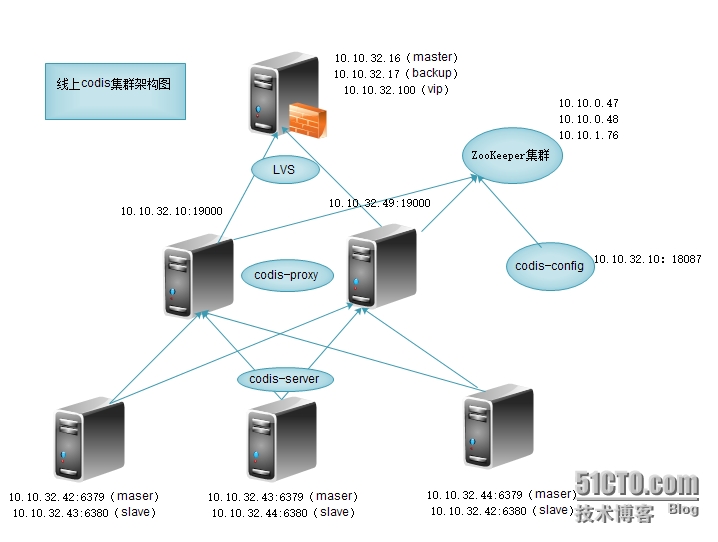 线上codis集群架构图
10.10.32.16（master）
10.10.32.17（backup）
10.10.32.100（vip）
10.10.0.47
10.10.0.48
10.10.1.76
ZooKeeper集群
LVS
10.10.32.10:19000
10.10.32.49:19000
codis-proxy
codis-config
10.10.32.10：18087
codis-server
10.10.32.42:6379（maser）
10.10.32.43:6380（slave）
10.10.32.43:6379（maser）
10.10.32.44:6380（slave）
10.10.32.44:6379（maser）
10.10.32.42:6380（slave）
51CTO.com
技术博客 Blog